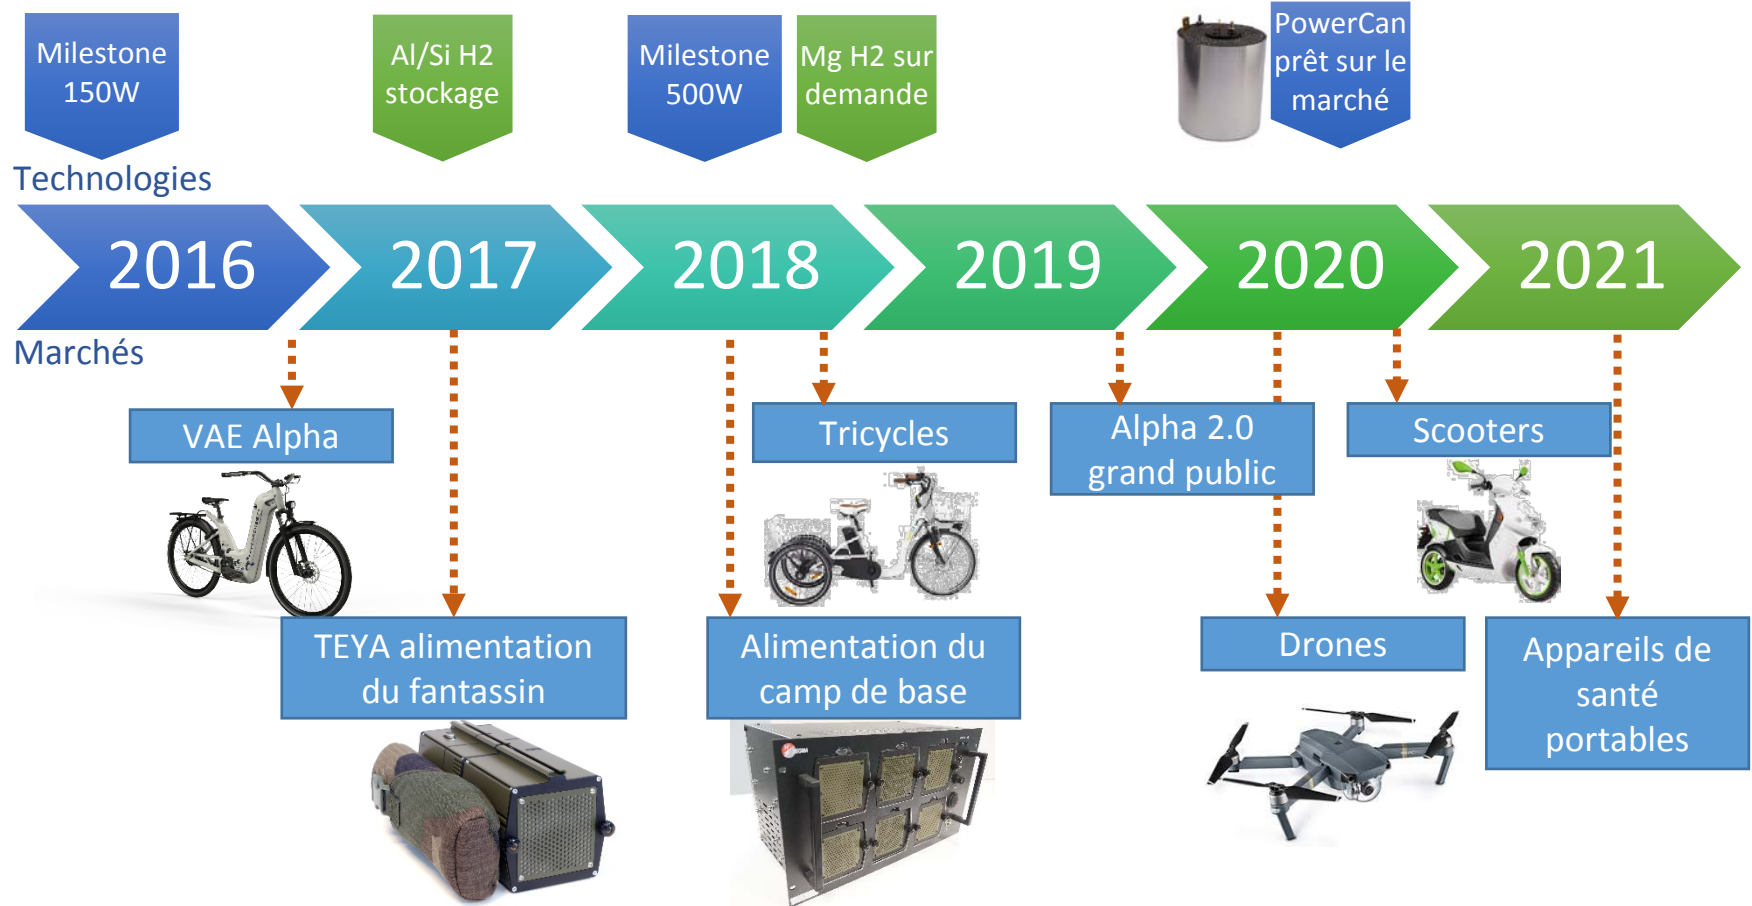 Milestone
150W
Al/Si H2
stockage
Milestone
500W
Mg H2 sur
demande
PowerCan
prêt sur le
marché
Technologies
2016
2017
2018
2019
2020
2021
Marchés
VAE Alpha
Tricycles
Alpha 2.0
grand public
Scooters
TEYA alimentation
du fantassin
Alimentation du
camp de base
Drones
Appareils de
santé
portables